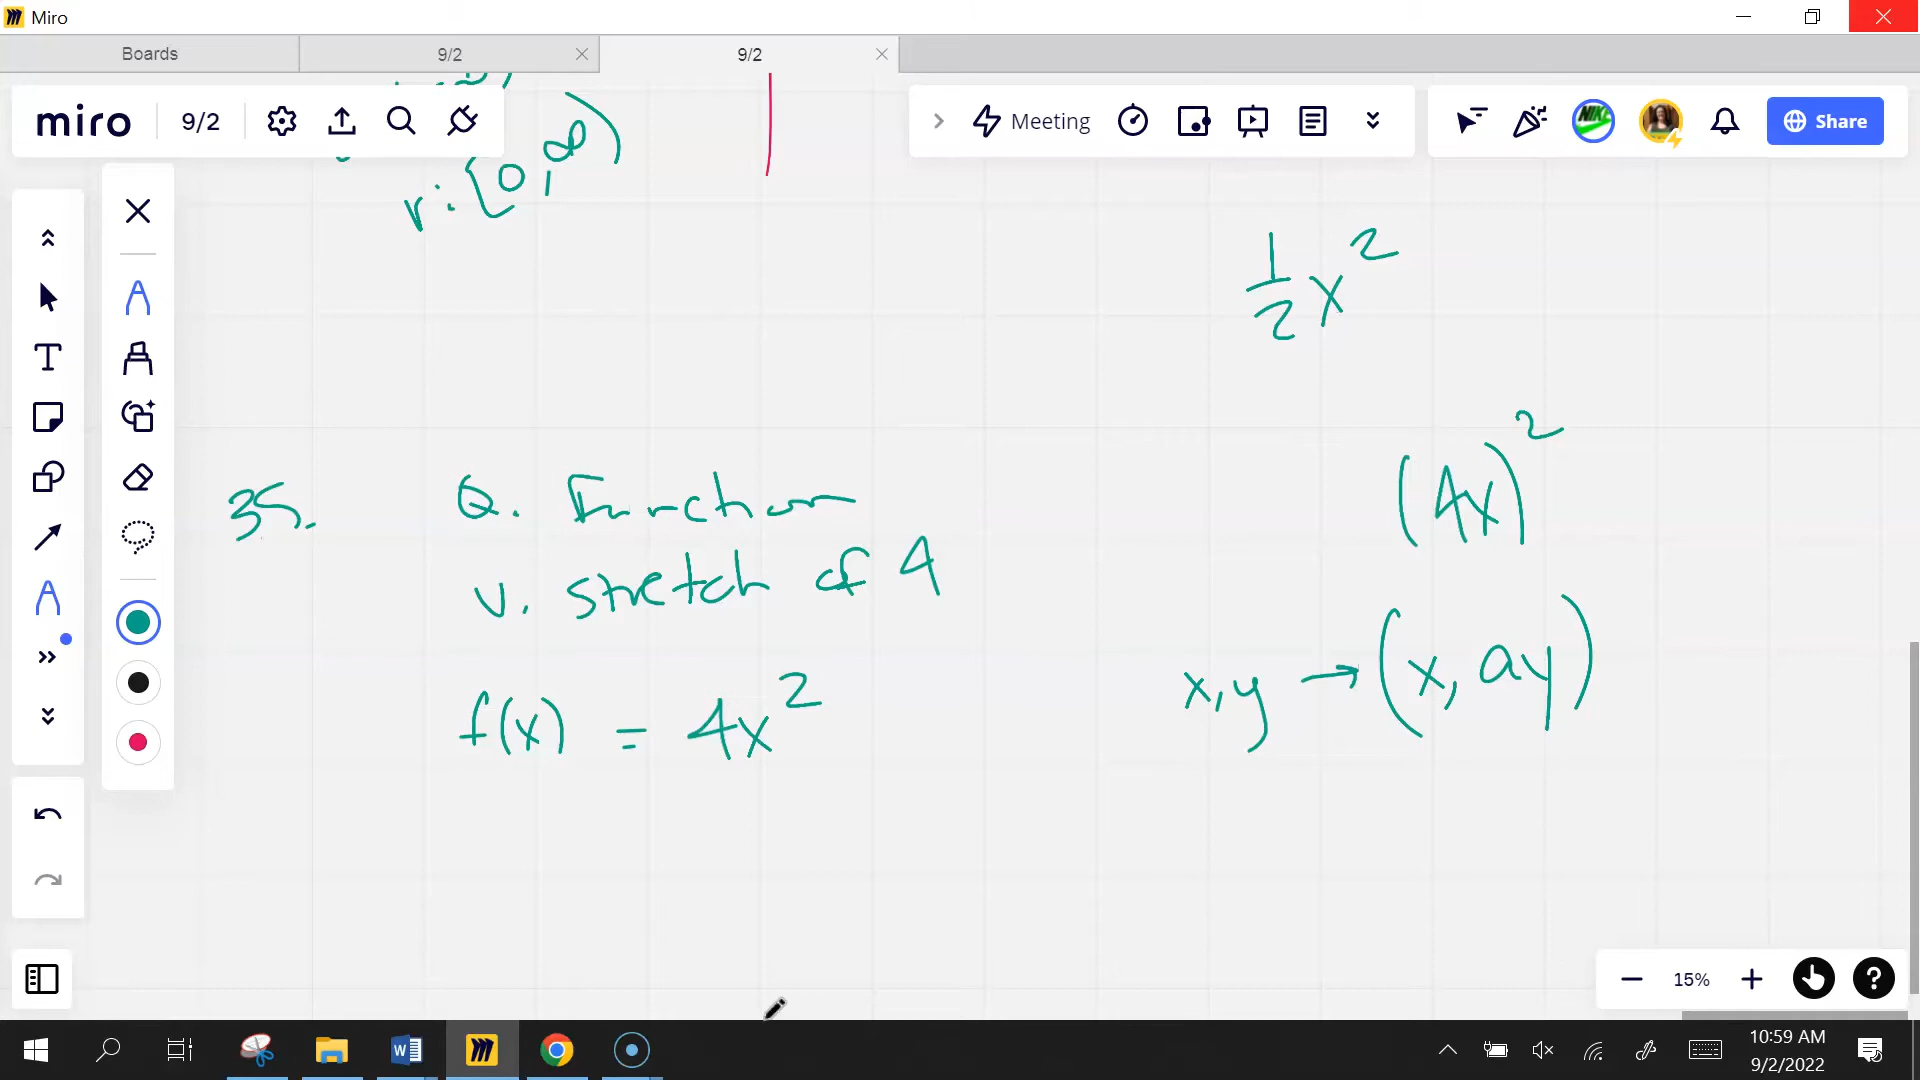 Miro
Boards
9/2
9/2
miro
9/2
Meeting
Share
r: [0, ∞)
1/2 x²
(4x)²
35.
Q. Function
v. stretch of 4
f(x) = 4x²
x,y → (x, ay)
15%
10:59 AM
9/2/2022